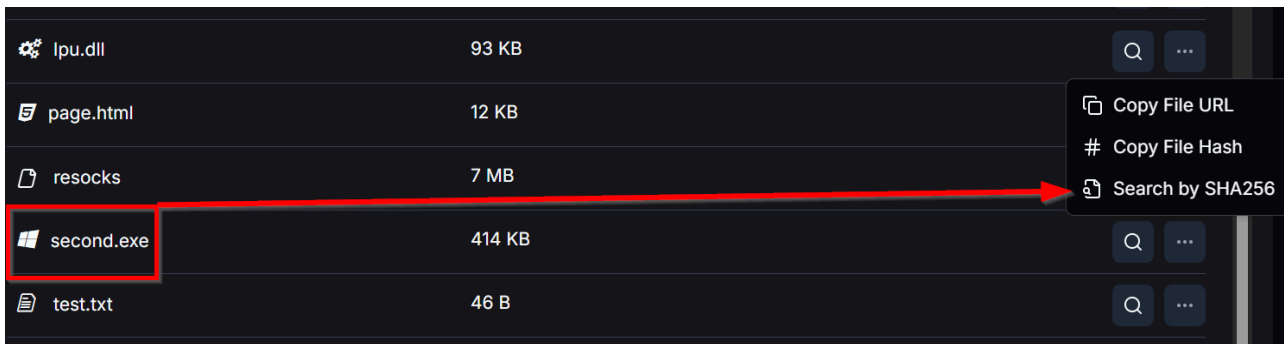 lpu.dll 93 KB
page.html 12 KB
Copy File URL
# Copy File Hash
resocks 7 MB
Search by SHA256
second.exe 414 KB
test.txt 46 B